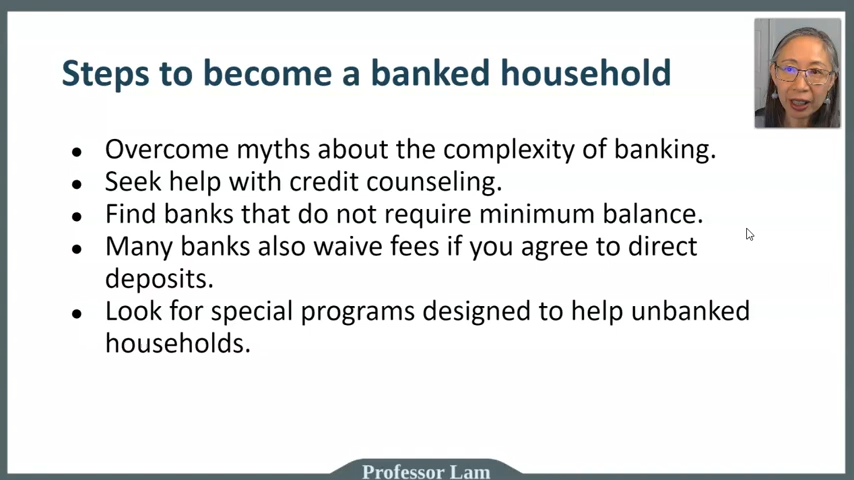 Steps to become a banked household
• Overcome myths about the complexity of banking.
• Seek help with credit counseling.
• Find banks that do not require minimum balance.
• Many banks also waive fees if you agree to direct
deposits.
• Look for special programs designed to help unbanked
households.
Professor Lam